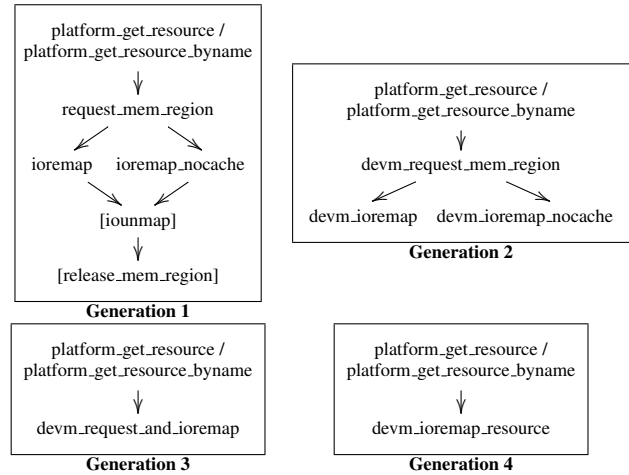 platform_get_resource /
platform_get_resource_byname
request_mem_region
ioremap ioremap_nocache
[iounmap]
[release_mem_region]
Generation 1
platform_get_resource /
platform_get_resource_byname
devm_request_mem_region
devm_ioremap devm_ioremap_nocache
Generation 2
platform_get_resource /
platform_get_resource_byname
devm_request_and_ioremap
Generation 3
platform_get_resource /
platform_get_resource_byname
devm_ioremap_resource
Generation 4